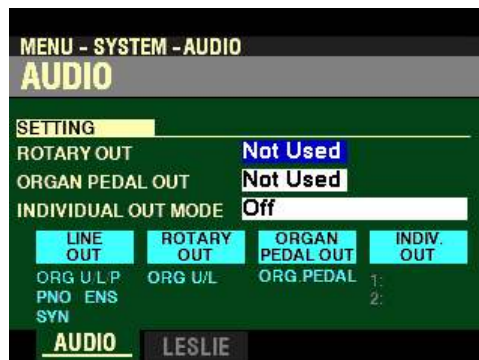 MENU - SYSTEM - AUDIO
AUDIO
SETTING
ROTARY OUT Not Used
ORGAN PEDAL OUT Not Used
INDIVIDUAL OUT MODE Off
LINE OUT ROTARY OUT ORGAN PEDAL OUT INDIV. OUT
ORG U/L/P ORG U/L ORG.PEDAL 1:
PNO ENS 2:
SYN
AUDIO LESLIE